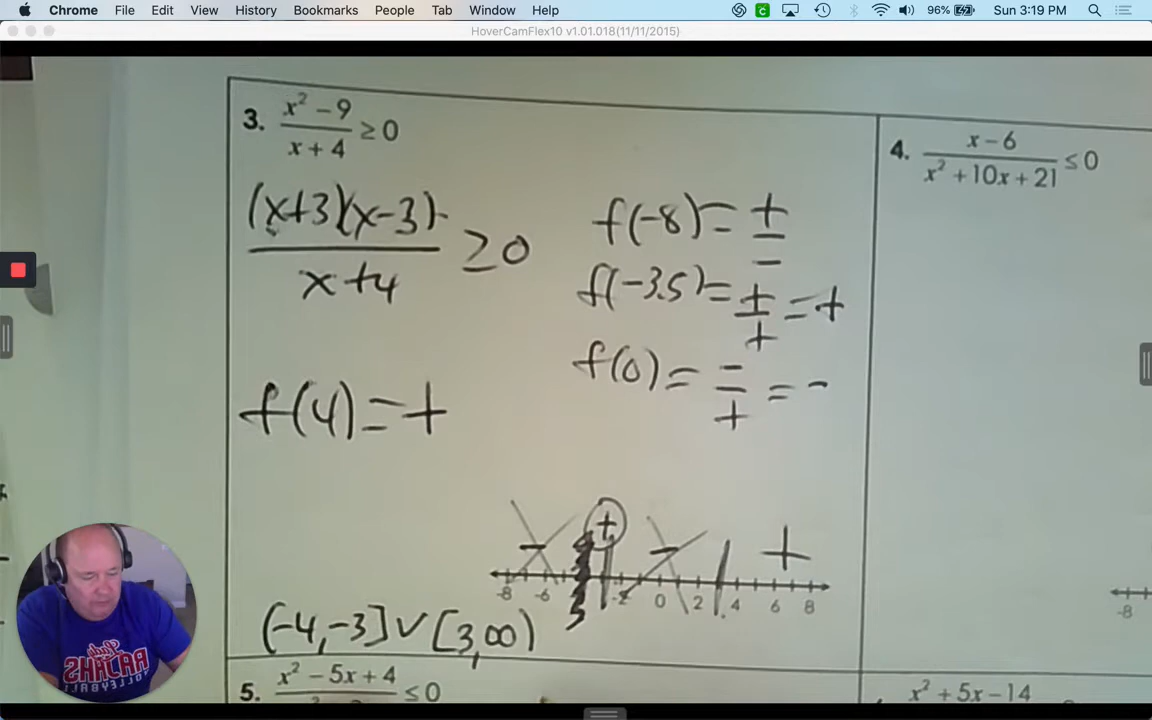 Chrome File Edit View History Bookmarks People Tab Window Help 96% Sun 3:19 PM
HoverCamFlex10 v1.01.018(11/11/2015)
3. x² - 9 / x + 4 ≥ 0
(x+3)(x-3) / x+4 ≥ 0
f(-8) = + / -
f(-3.5) = + / + = +
f(0) = - / + = -
f(4) = +
- + - +
-8 -6 -2 0 2 4 6 8
(-4,-3] ∨ [3,∞)
4. x - 6 / x² + 10x + 21 ≤ 0
-8
5. x² - 5x + 4 ≤ 0
x² + 5x - 14